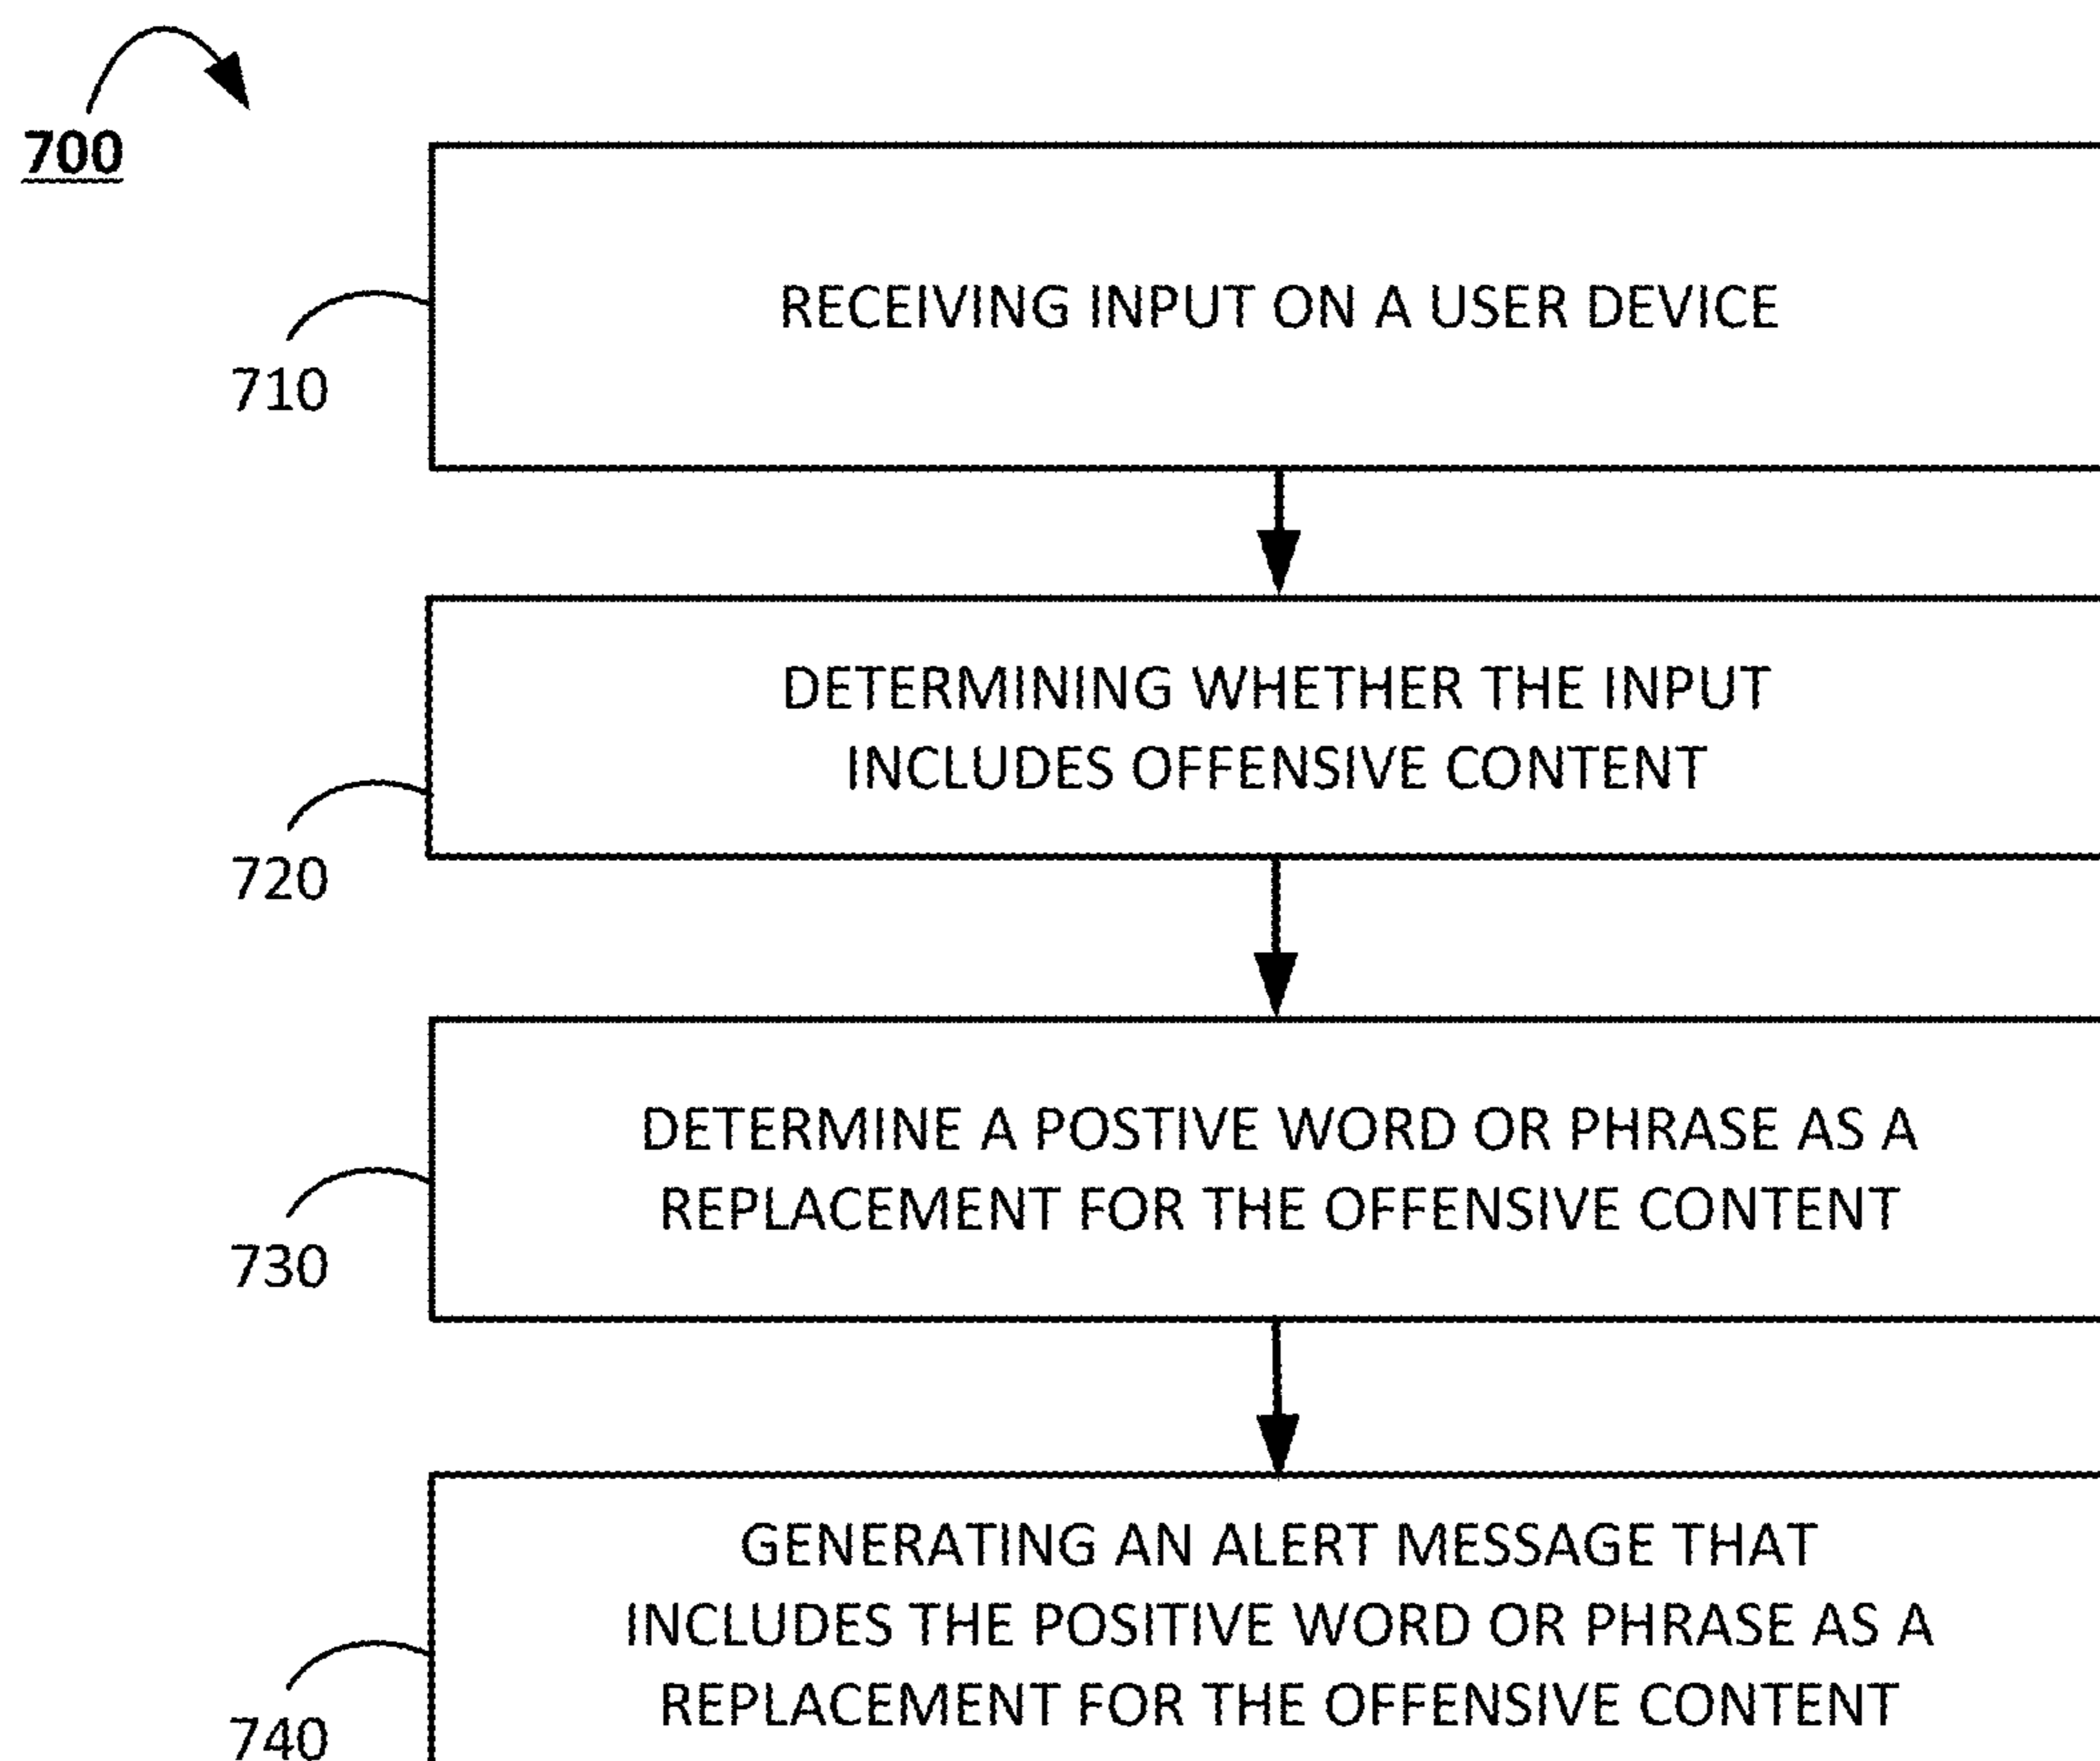 700
RECEIVING INPUT ON A USER DEVICE
710
DETERMINING WHETHER THE INPUT
INCLUDES OFFENSIVE CONTENT
720
DETERMINE A POSTIVE WORD OR PHRASE AS A
REPLACEMENT FOR THE OFFENSIVE CONTENT
730
GENERATING AN ALERT MESSAGE THAT
INCLUDES THE POSITIVE WORD OR PHRASE AS A
REPLACEMENT FOR THE OFFENSIVE CONTENT
740